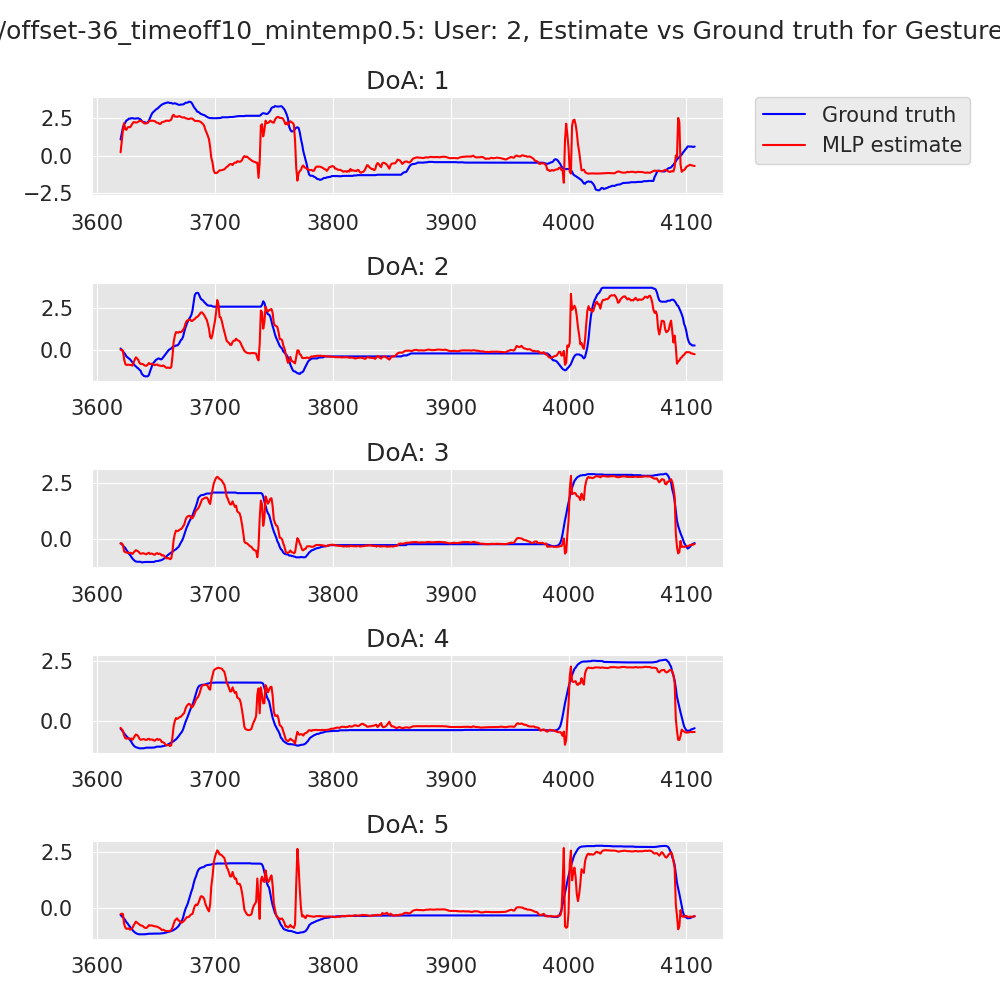 /offset-36_timeoff10_mintemp0.5: User: 2, Estimate vs Ground truth for Gesture
DoA: 1
2.5
0.0
−2.5
3600 3700 3800 3900 4000 4100
Ground truth
MLP estimate
DoA: 2
2.5
0.0
3600 3700 3800 3900 4000 4100
DoA: 3
2.5
0.0
3600 3700 3800 3900 4000 4100
DoA: 4
2.5
0.0
3600 3700 3800 3900 4000 4100
DoA: 5
2.5
0.0
3600 3700 3800 3900 4000 4100